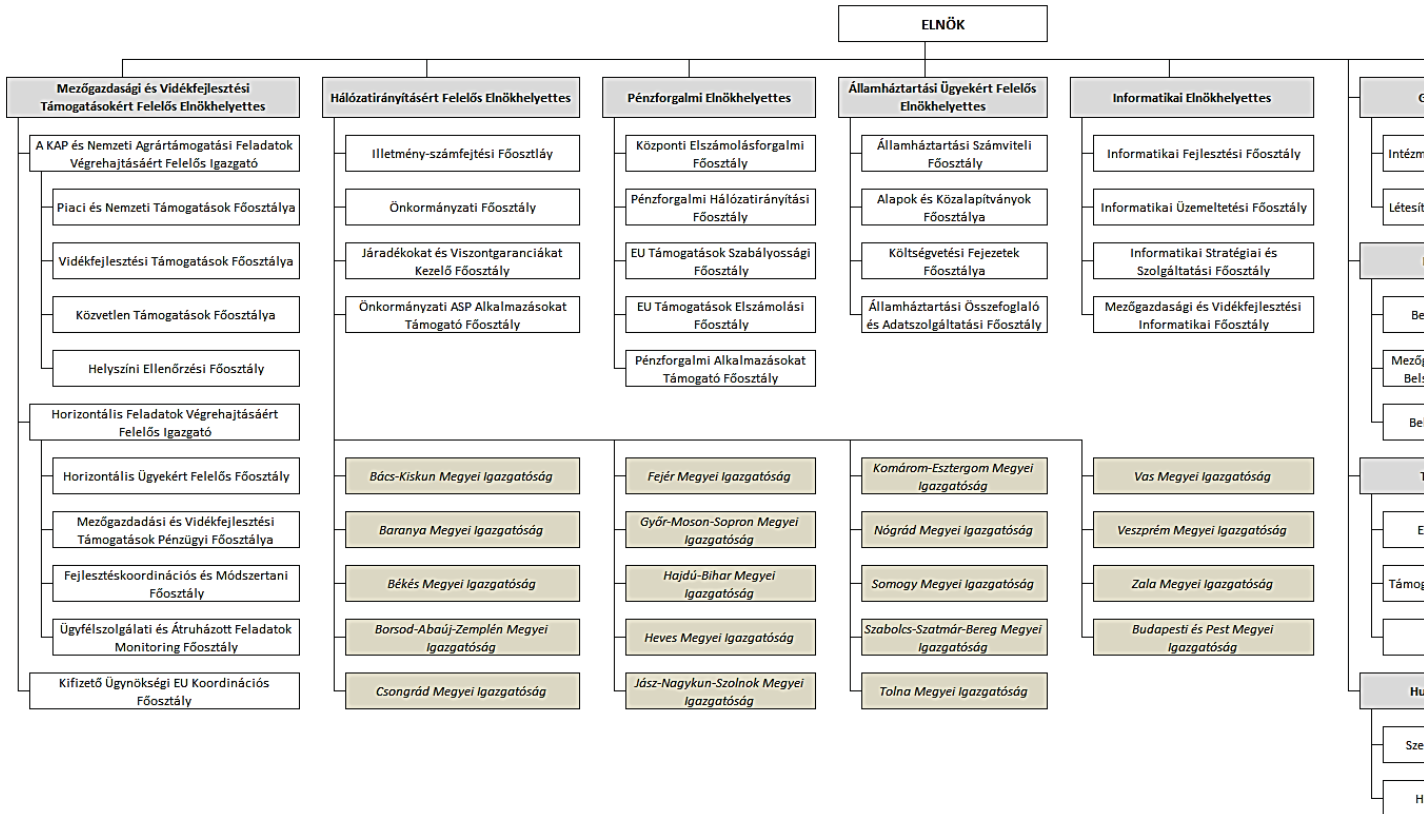 ELNÖK
Mezőgazdasági és Vidékfejlesztési
Támogatásokért Felelős Elnökhelyettes
A KAP és Nemzeti Agrártámogatási Feladatok
Végrehajtásáért Felelős Igazgató
Piaci és Nemzeti Támogatások Főosztálya
Vidékfejlesztési Támogatások Főosztálya
Közvetlen Támogatások Főosztálya
Helyszíni Ellenőrzési Főosztály
Horizontális Feladatok Végrehajtásáért
Felelős Igazgató
Horizontális Ügyekért Felelős Főosztály
Mezőgazdadási és Vidékfejlesztési
Támogatások Pénzügyi Főosztálya
Fejlesztéskoordinációs és Módszertani
Főosztály
Ügyfélszolgálati és Átruházott Feladatok
Monitoring Főosztály
Kifizető Ügynökségi EU Koordinációs
Főosztály
Hálózatirányításért Felelős Elnökhelyettes
Illetmény-számfejtési Főosztláy
Önkormányzati Főosztály
Járadékokat és Viszontgaranciákat
Kezelő Főosztály
Önkormányzati ASP Alkalmazásokat
Támogató Főosztály
Bács-Kiskun Megyei Igazgatóság
Baranya Megyei Igazgatóság
Békés Megyei Igazgatóság
Borsod-Abaúj-Zemplén Megyei
Igazgatóság
Csongrád Megyei Igazgatóság
Fejér Megyei Igazgatóság
Győr-Moson-Sopron Megyei
Igazgatóság
Hajdú-Bihar Megyei
Igazgatóság
Heves Megyei Igazgatóság
Jász-Nagykun-Szolnok Megyei
Igazgatóság
Komárom-Esztergom Megyei
Igazgatóság
Nógrád Megyei Igazgatóság
Somogy Megyei Igazgatóság
Szabolcs-Szatmár-Bereg Megyei
Igazgatóság
Tolna Megyei Igazgatóság
Vas Megyei Igazgatóság
Veszprém Megyei Igazgatóság
Zala Megyei Igazgatóság
Budapesti és Pest Megyei
Igazgatóság
Pénzforgalmi Elnökhelyettes
Központi Elszámolásforgalmi
Főosztály
Pénzforgalmi Hálózatirányítási
Főosztály
EU Támogatások Szabályossági
Főosztály
EU Támogatások Elszámolási
Főosztály
Pénzforgalmi Alkalmazásokat
Támogató Főosztály
Államháztartási Ügyekért Felelős
Elnökhelyettes
Államháztartási Számviteli
Főosztály
Alapok és Közalapítványok
Főosztálya
Költségvetési Fejezetek
Főosztálya
Államháztartási Összefoglaló
és Adatszolgáltatási Főosztály
Informatikai Elnökhelyettes
Informatikai Fejlesztési Főosztály
Informatikai Üzemeltetési Főosztály
Informatikai Stratégiai és
Szolgáltatási Főosztály
Mezőgazdasági és Vidékfejlesztési
Informatikai Főosztály